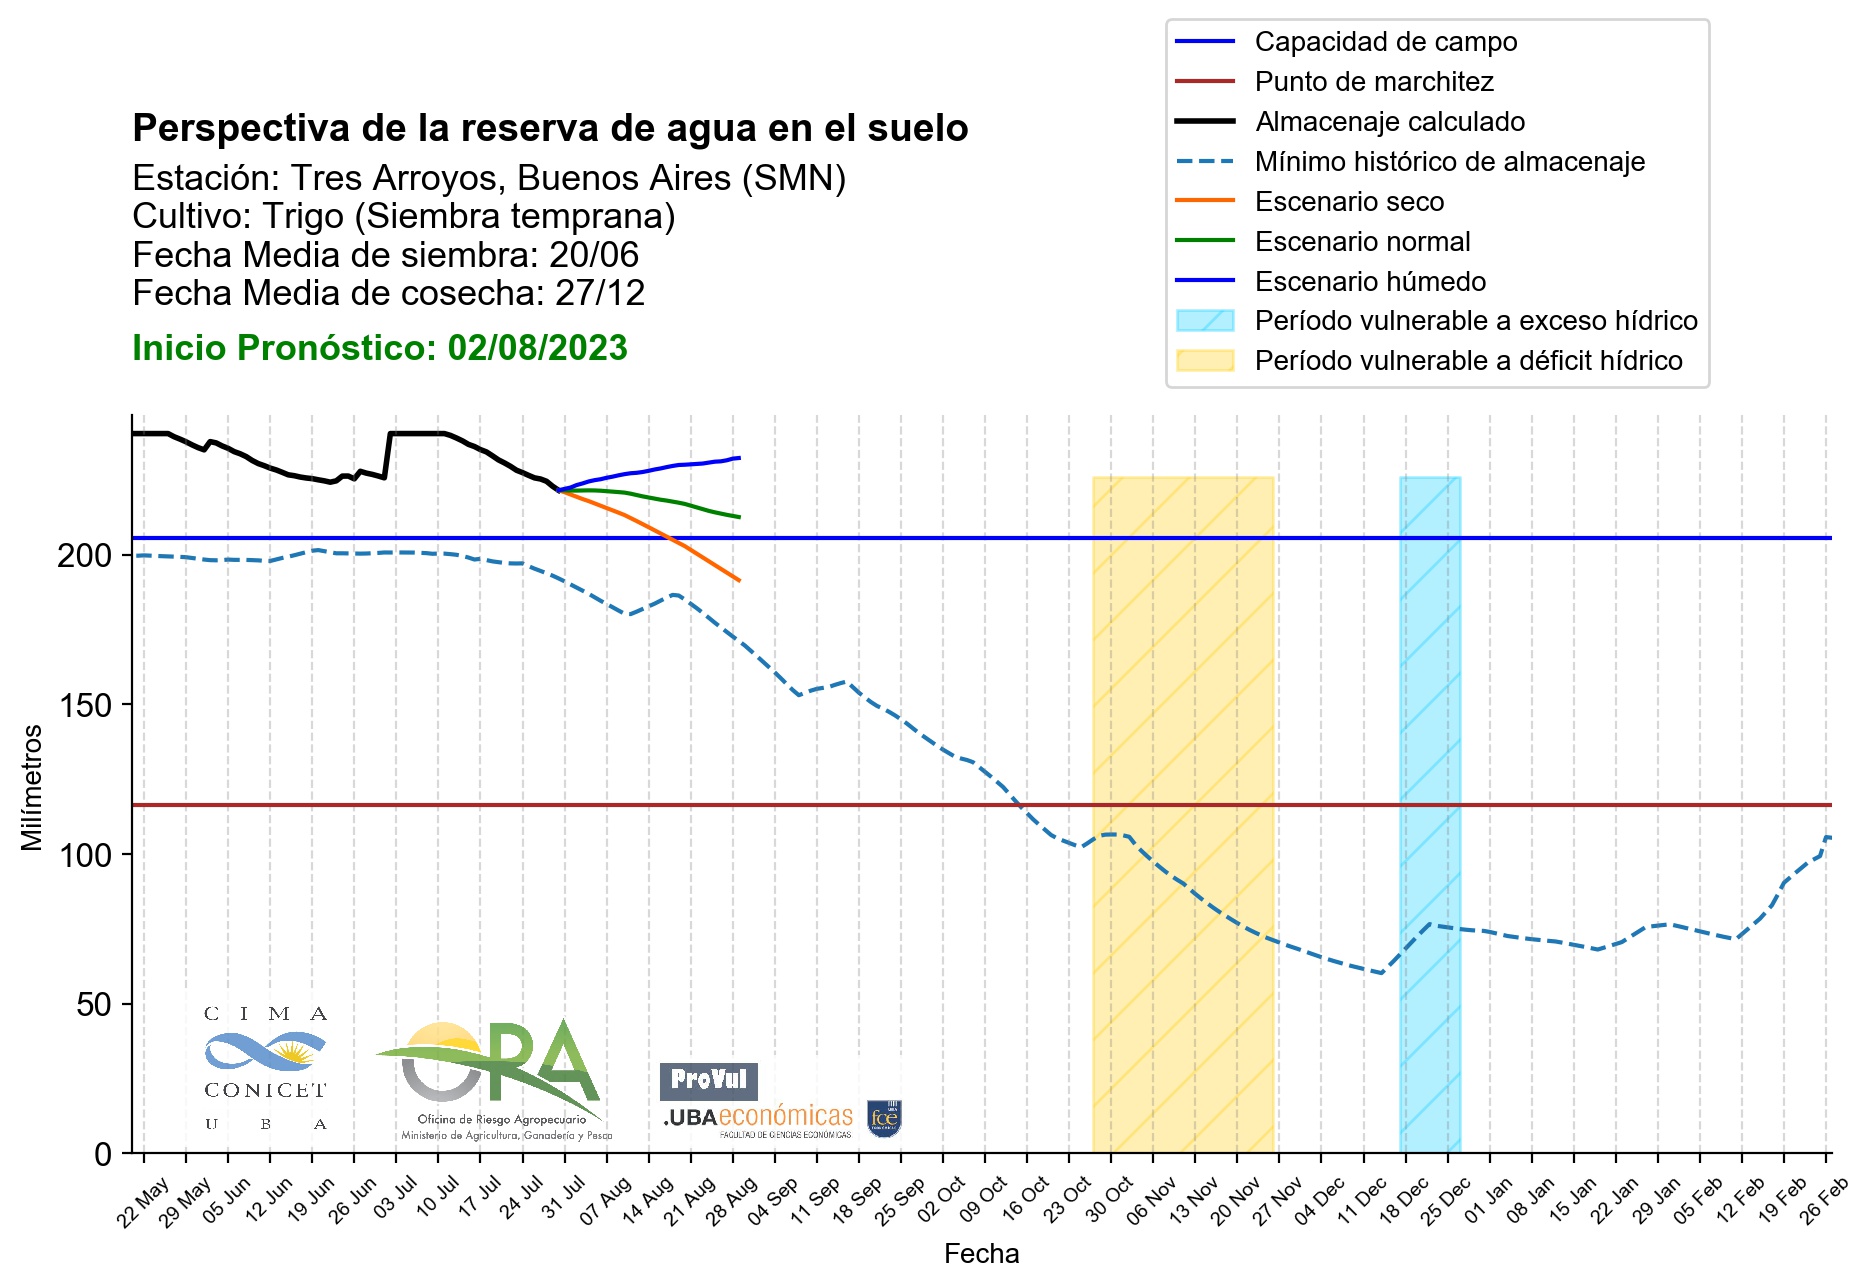 Capacidad de campo
Punto de marchitez
Almacenaje calculado
Mínimo histórico de almacenaje
Escenario seco
Escenario normal
Escenario húmedo
Período vulnerable a exceso hídrico
Período vulnerable a déficit hídrico
Perspectiva de la reserva de agua en el suelo
Estación: Tres Arroyos, Buenos Aires (SMN)
Cultivo: Trigo (Siembra temprana)
Fecha Media de siembra: 20/06
Fecha Media de cosecha: 27/12
Inicio Pronóstico: 02/08/2023
Milímetros
200
150
100
50
0
C I M A
CONICET
U B A
ORA
Oficina de Riesgo Agropecuario
Ministerio de Agricultura, Ganadería y Pesca
ProVul
.UBAeconómicas
FACULTAD DE CIENCIAS ECONÓMICAS
UBA
fce
ECONÓMICAS
22 May
29 May
05 Jun
12 Jun
19 Jun
26 Jun
03 Jul
10 Jul
17 Jul
24 Jul
31 Jul
07 Aug
14 Aug
21 Aug
28 Aug
04 Sep
11 Sep
18 Sep
25 Sep
02 Oct
09 Oct
16 Oct
23 Oct
30 Oct
06 Nov
13 Nov
20 Nov
27 Nov
04 Dec
11 Dec
18 Dec
25 Dec
01 Jan
08 Jan
15 Jan
22 Jan
29 Jan
05 Feb
12 Feb
19 Feb
26 Feb
Fecha